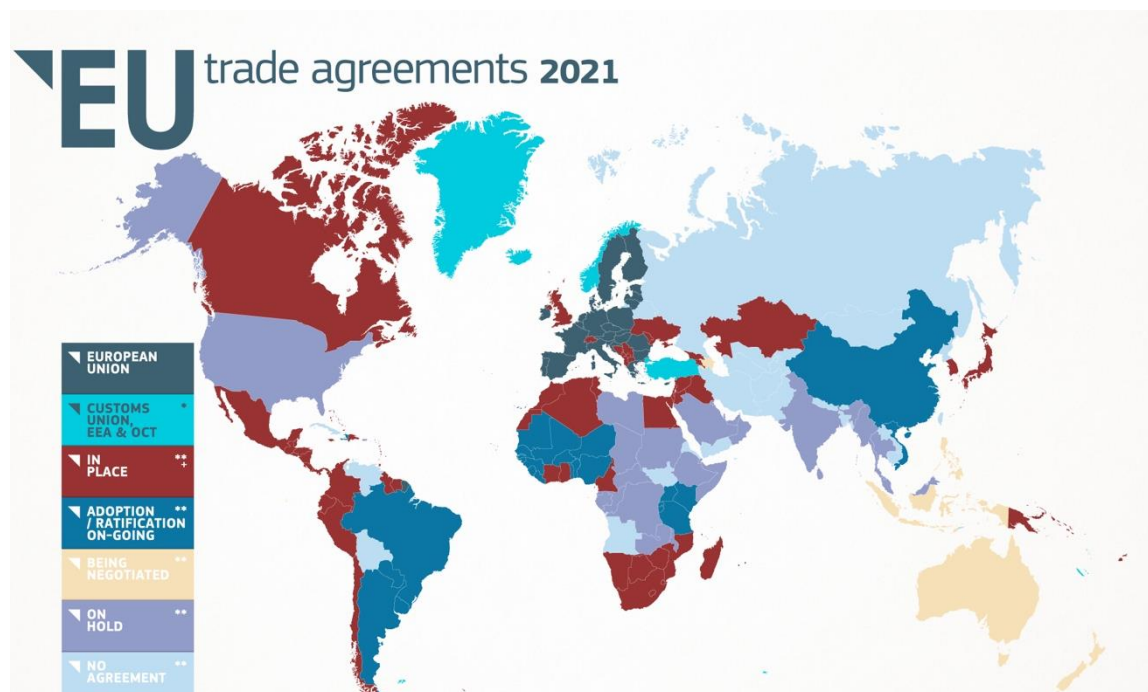 EU trade agreements 2021
EUROPEAN
UNION
CUSTOMS *
UNION,
EEA & OCT
IN **
PLACE +
ADOPTION **
/ RATIFICATION
ON-GOING
BEING **
NEGOTIATED
ON **
HOLD
NO **
AGREEMENT